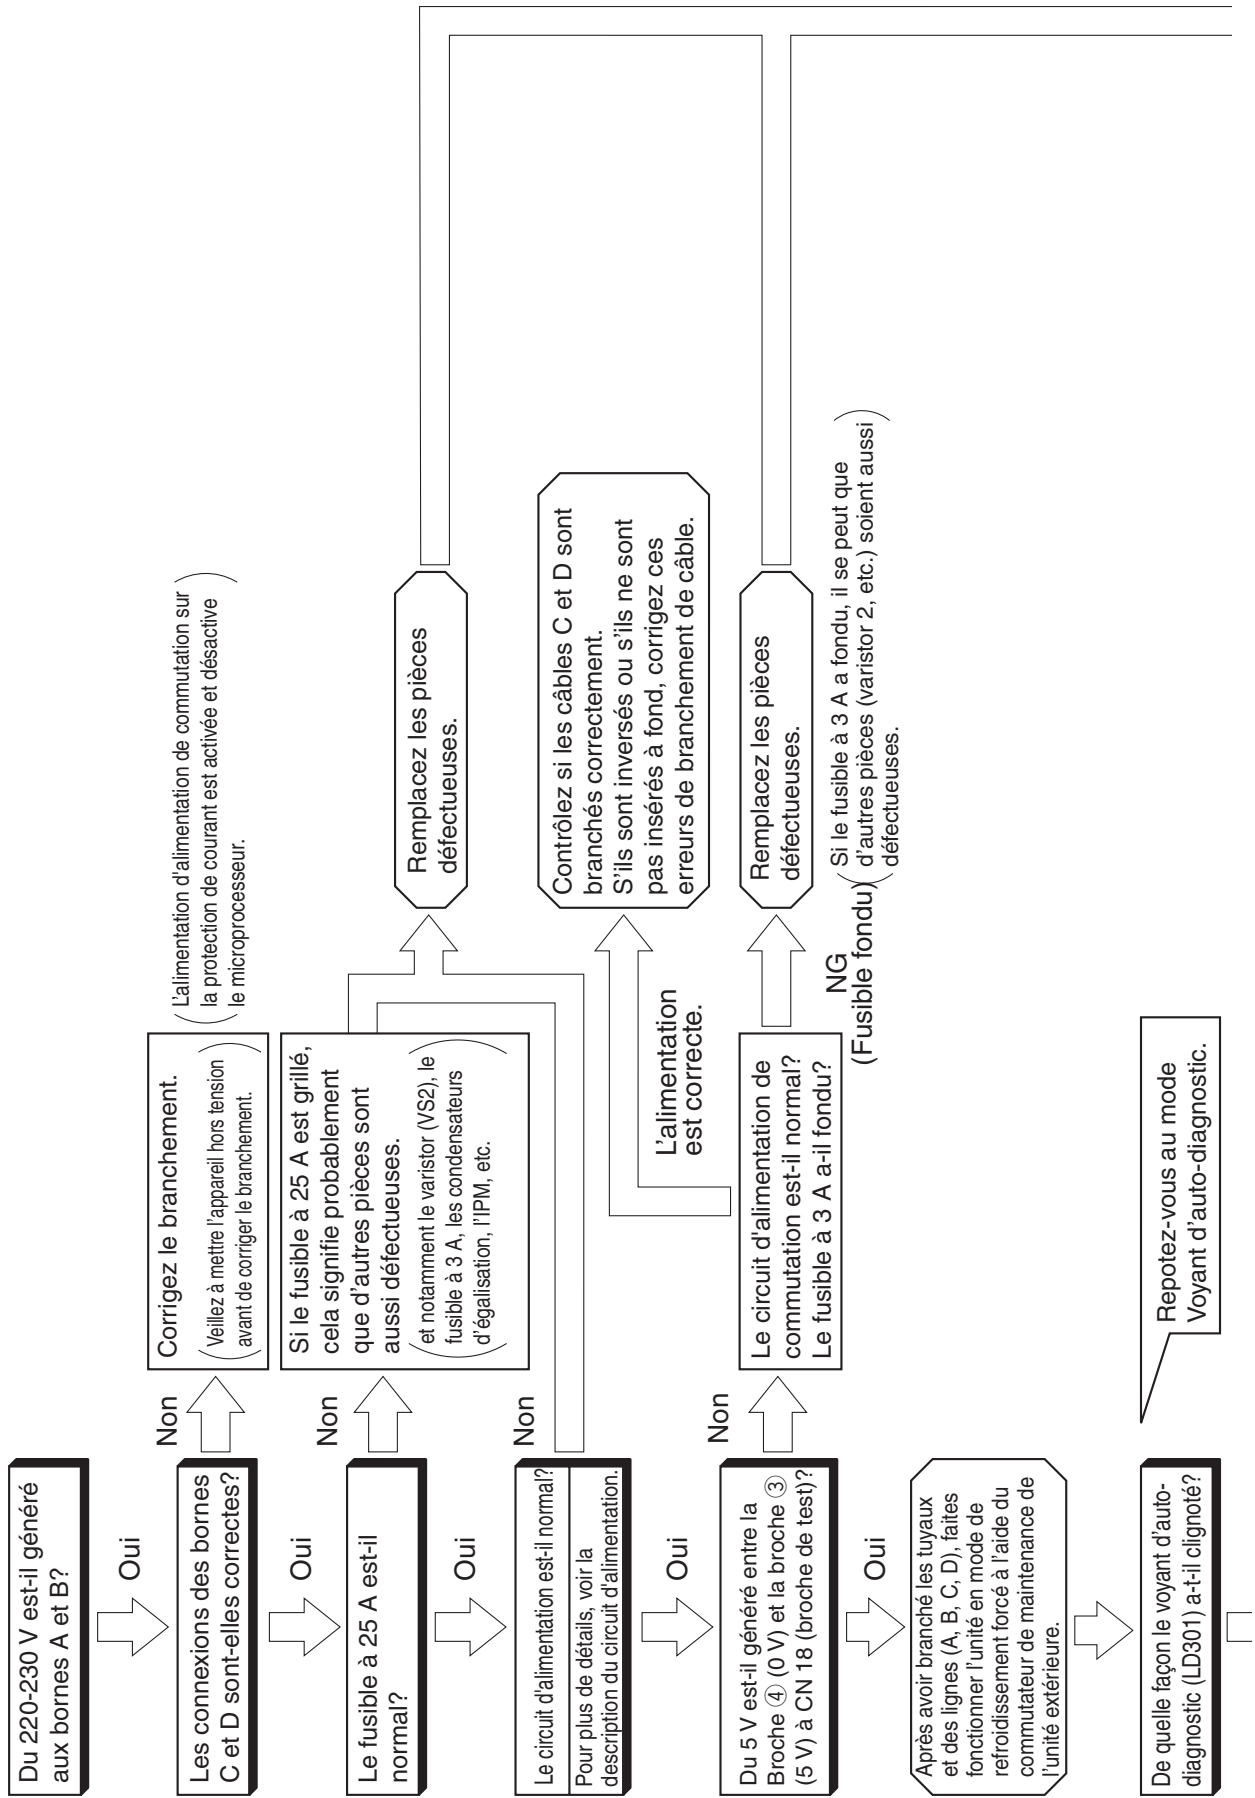 Du 220-230 V est-il généré
aux bornes A et B?
Oui
Les connexions des bornes
C et D sont-elles correctes?
Non
Corrigez le branchement.
Veillez à mettre l'appareil hors tension
avant de corriger le branchement.
L'alimentation d'alimentation de commutation sur
la protection de courant est activée et désactive
le microprocesseur.
Oui
Le fusible à 25 A est-il
normal?
Non
Si le fusible à 25 A est grillé,
cela signifie probablement
que d'autres pièces sont
aussi défectueuses.
et notamment le varistor (VS2), le
fusible à 3 A, les condensateurs
d'égalisation, l'IPM, etc.
Remplacez les pièces
défectueuses.
Oui
Le circuit d'alimentation est-il normal?
Pour plus de détails, voir la
description du circuit d'alimentation.
Non
Oui
Du 5 V est-il généré entre la
Broche ④ (0 V) et la broche ③
(5 V) à CN 18 (broche de test)?
Non
Le circuit d'alimentation de
commutation est-il normal?
Le fusible à 3 A a-il fondu?
L'alimentation
est correcte.
Contrôlez si les câbles C et D sont
branchés correctement.
S'ils sont inversés ou s'ils ne sont
pas insérés à fond, corrigez ces
erreurs de branchement de câble.
NG
(Fusible fondu)
Remplacez les pièces
défectueuses.
Si le fusible à 3 A a fondu, il se peut que
d'autres pièces (varistor 2, etc.) soient aussi
défectueuses.
Oui
Après avoir branché les tuyaux
et des lignes (A, B, C, D), faites
fonctionner l'unité en mode de
refroidissement forcé à l'aide du
commutateur de maintenance de
l'unité extérieure.
De quelle façon le voyant d'auto-
diagnostic (LD301) a-t-il clignoté?
Repotez-vous au mode
Voyant d'auto-diagnostic.